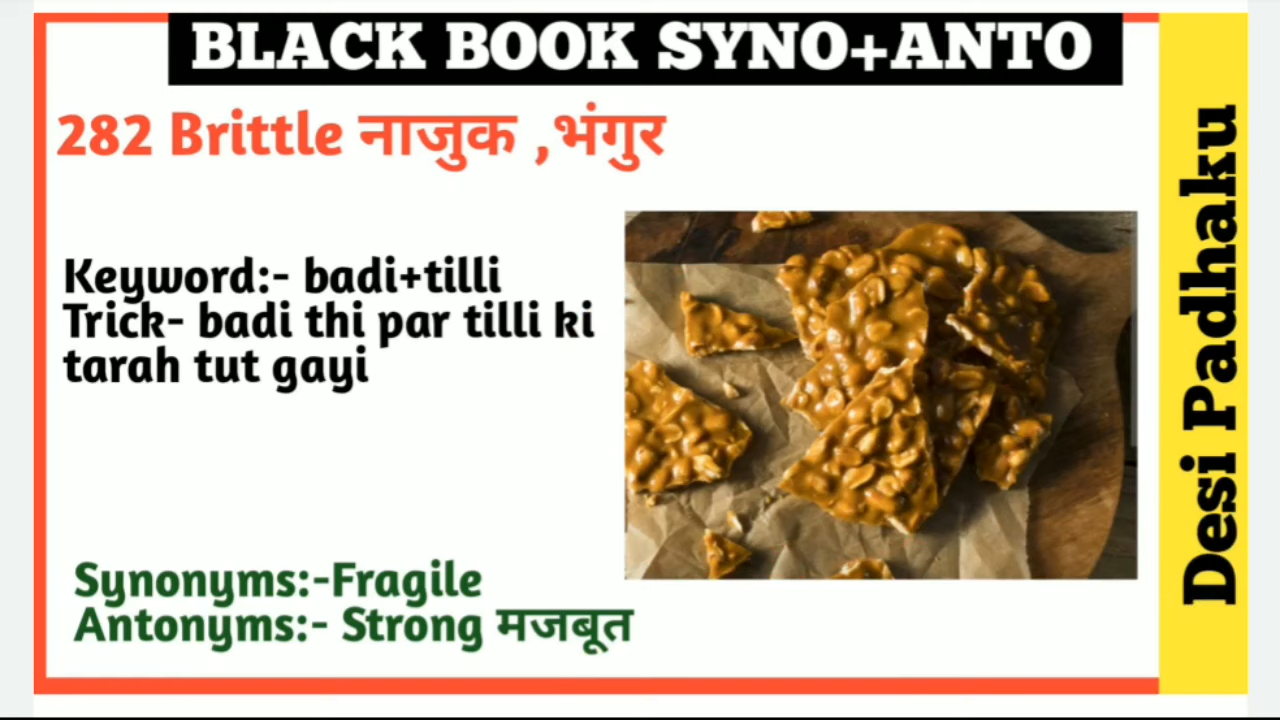 BLACK BOOK SYNO+ANTO
282 Brittle नाजुक ,भंगुर
Keyword:- badi+tilli
Trick- badi thi par tilli ki
tarah tut gayi
Synonyms:-Fragile
Antonyms:- Strong मजबूत
Desi Padhaku